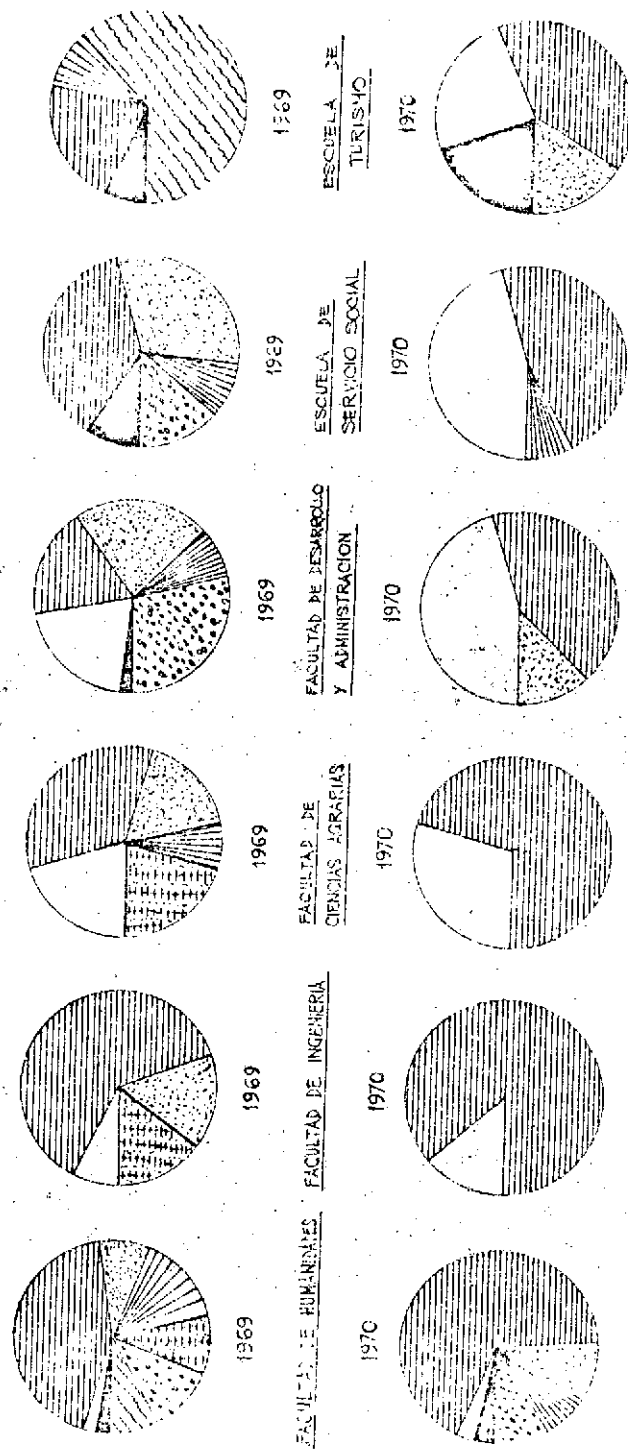 1969
1969
1969
1969
1969
1969
FACULTAD DE HUMANIDADES
FACULTAD DE INGENIERIA
FACULTAD DE
CIENCIAS AGRARIAS
FACULTAD DE DESARROLLO
Y ADMINISTRACION
ESCUELA DE
SERVICIO SOCIAL
ESCUELA DE
TURISMO
1970
1970
1970
1970
1970
1970